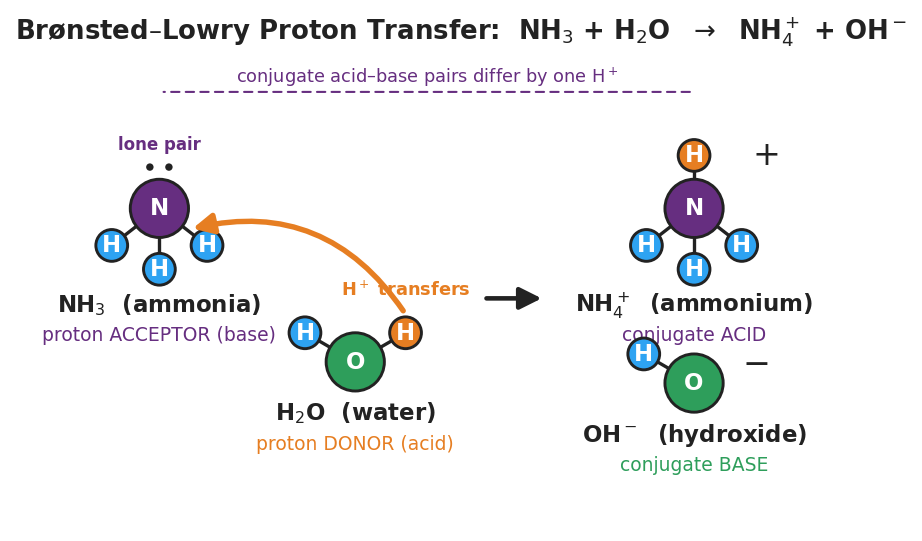 Brønsted–Lowry Proton Transfer: NH₃ + H₂O → NH₄⁺ + OH⁻
conjugate acid–base pairs differ by one H⁺
lone pair
H
+
N
N
H
H
H
H
H
H
H⁺ transfers
NH₃ (ammonia)
NH₄⁺ (ammonium)
proton ACCEPTOR (base)
conjugate ACID
H
H
H
O
O
−
H₂O (water)
OH⁻ (hydroxide)
proton DONOR (acid)
conjugate BASE